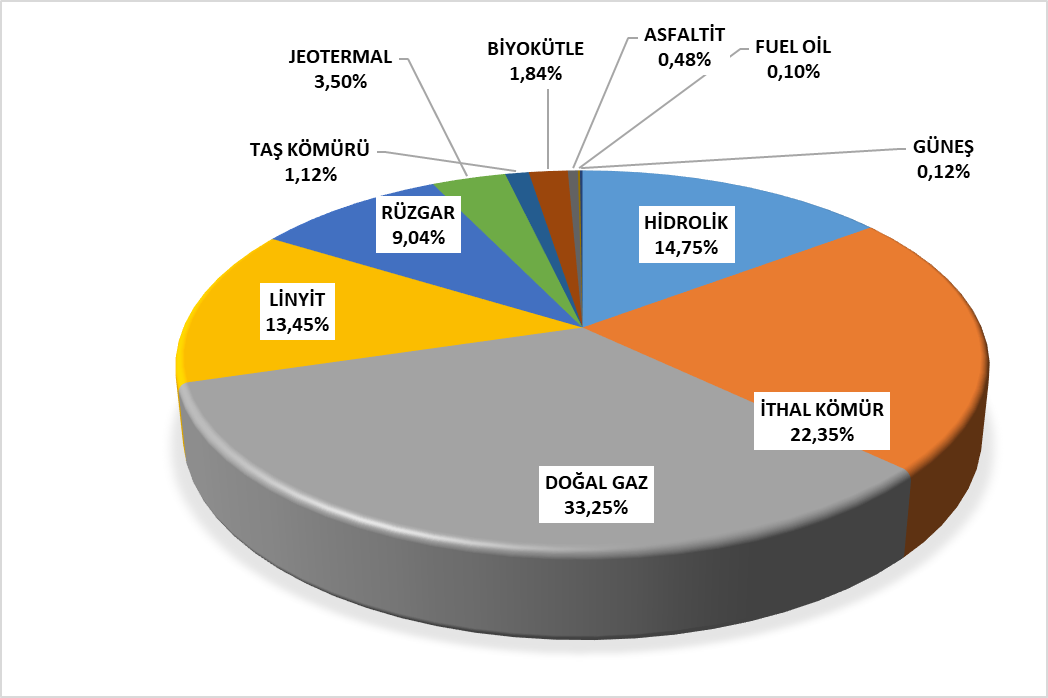 JEOTERMAL
3,50%
BİYOKÜTLE
1,84%
ASFALTİT
0,48%
FUEL OİL
0,10%
TAŞ KÖMÜRÜ
1,12%
GÜNEŞ
0,12%
RÜZGAR
9,04%
HİDROLİK
14,75%
LİNYİT
13,45%
İTHAL KÖMÜR
22,35%
DOĞAL GAZ
33,25%